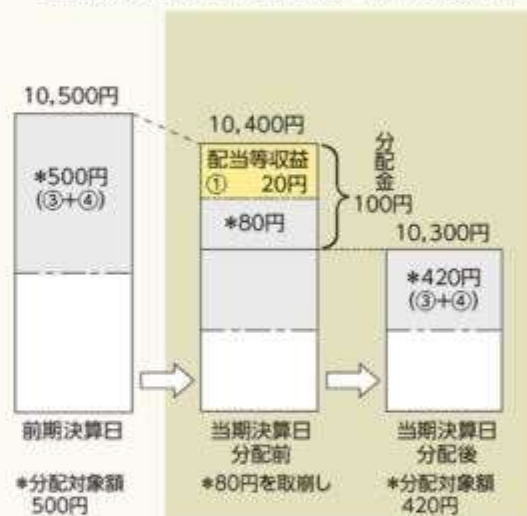 10,500円
*500円
(③+④)
前期決算日
*分配対象額
500円
10,400円
配当等収益
① 20円
*80円
分配金
100円
当期決算日
分配前
*80円を取崩し
10,300円
*420円
(③+④)
当期決算日
分配後
*分配対象額
420円